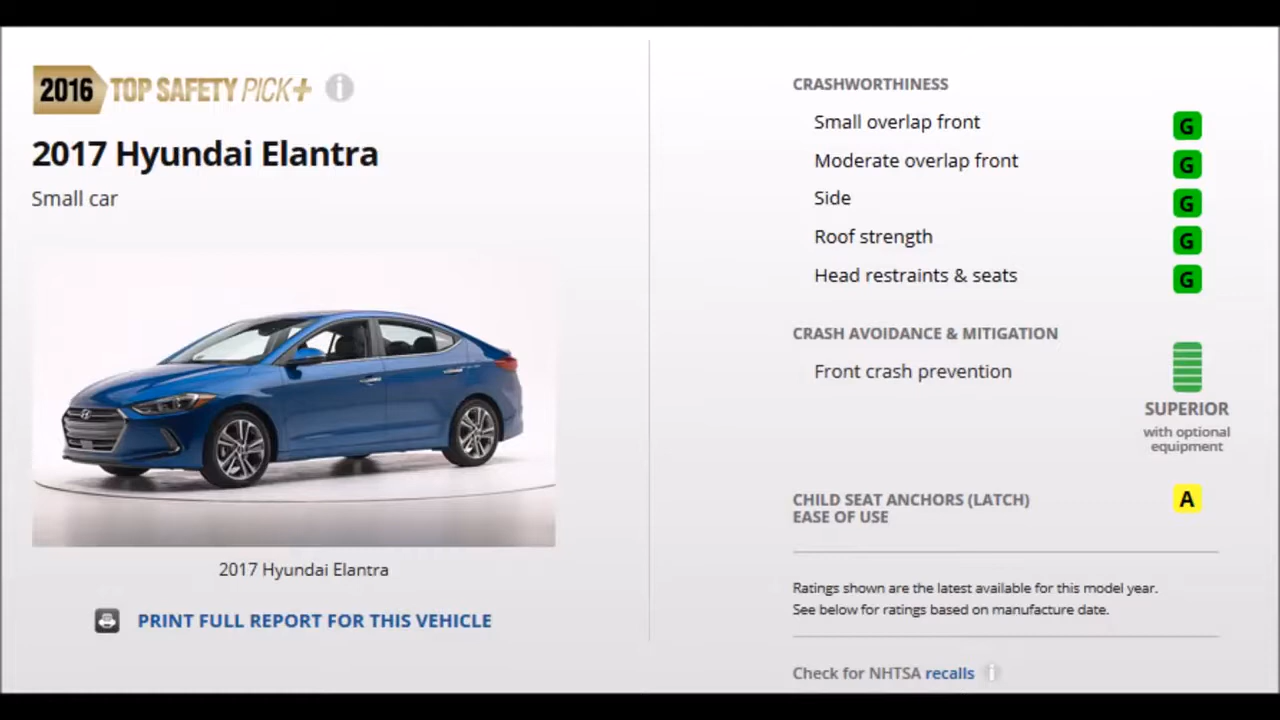 2016 TOP SAFETY PICK+ i
2017 Hyundai Elantra
Small car
2017 Hyundai Elantra
PRINT FULL REPORT FOR THIS VEHICLE
CRASHWORTHINESS
Small overlap front G
Moderate overlap front G
Side G
Roof strength G
Head restraints & seats G
CRASH AVOIDANCE & MITIGATION
Front crash prevention
SUPERIOR
with optional
equipment
CHILD SEAT ANCHORS (LATCH) A
EASE OF USE
Ratings shown are the latest available for this model year.
See below for ratings based on manufacture date.
Check for NHTSA recalls i